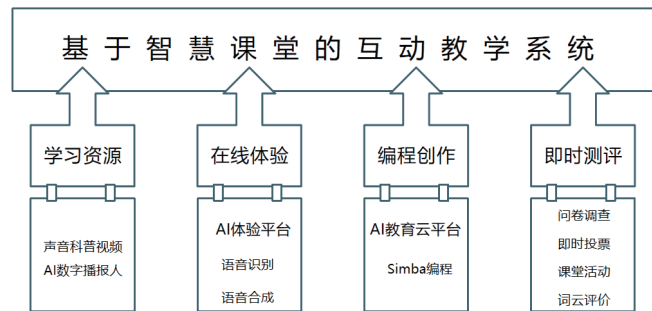 基于智慧课堂的互动教学系统
学习资源
在线体验
编程创作
即时测评
声音科普视频
AI数字播报人
AI体验平台
语音识别
语音合成
AI教育云平台
Simba编程
问卷调查
即时投票
课堂活动
词云评价